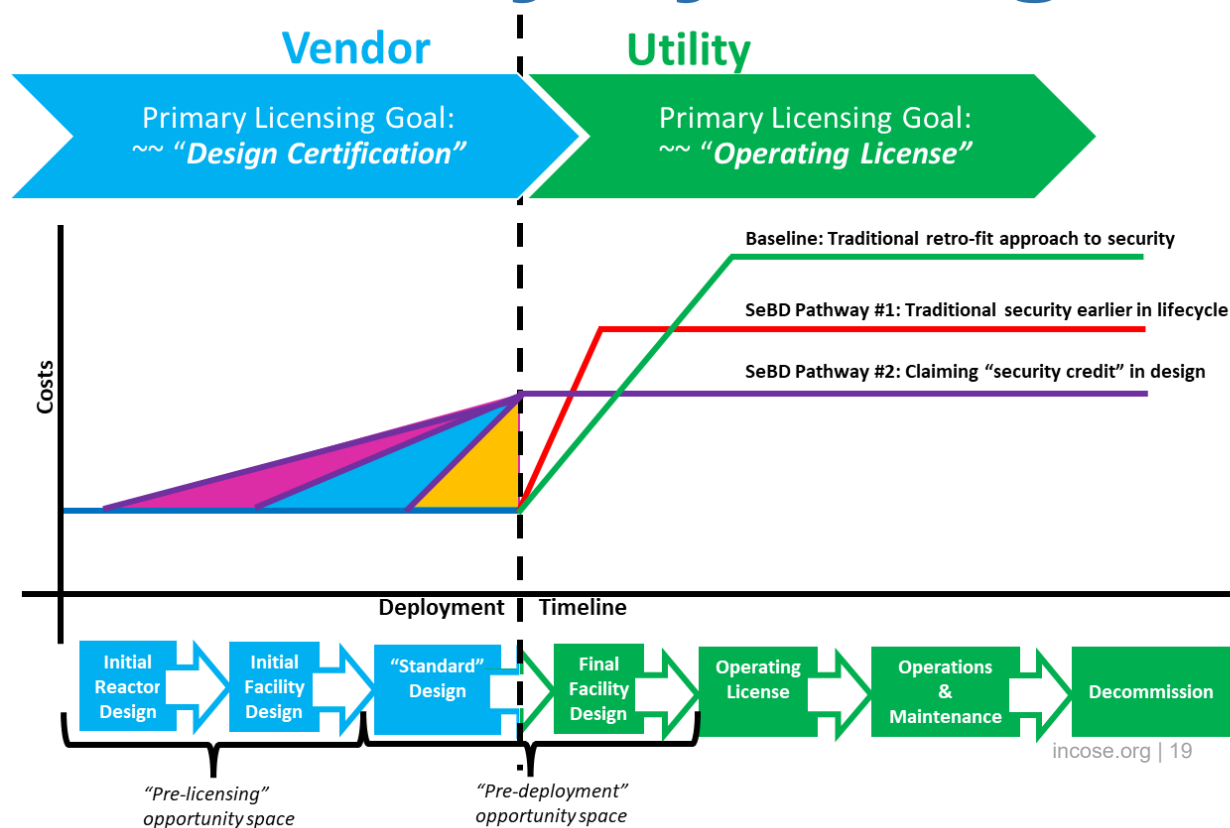 Vendor
Utility
Primary Licensing Goal:
~~ “Design Certification”
Primary Licensing Goal:
~~ “Operating License”
Baseline: Traditional retro-fit approach to security
SeBD Pathway #1: Traditional security earlier in lifecycle
SeBD Pathway #2: Claiming “security credit” in design
Costs
Deployment Timeline
Initial
Reactor
Design
Initial
Facility
Design
“Standard”
Design
Final
Facility
Design
Operating
License
Operations
&
Maintenance
Decommission
incose.org | 19
“Pre-licensing”
opportunity space
“Pre-deployment”
opportunity space